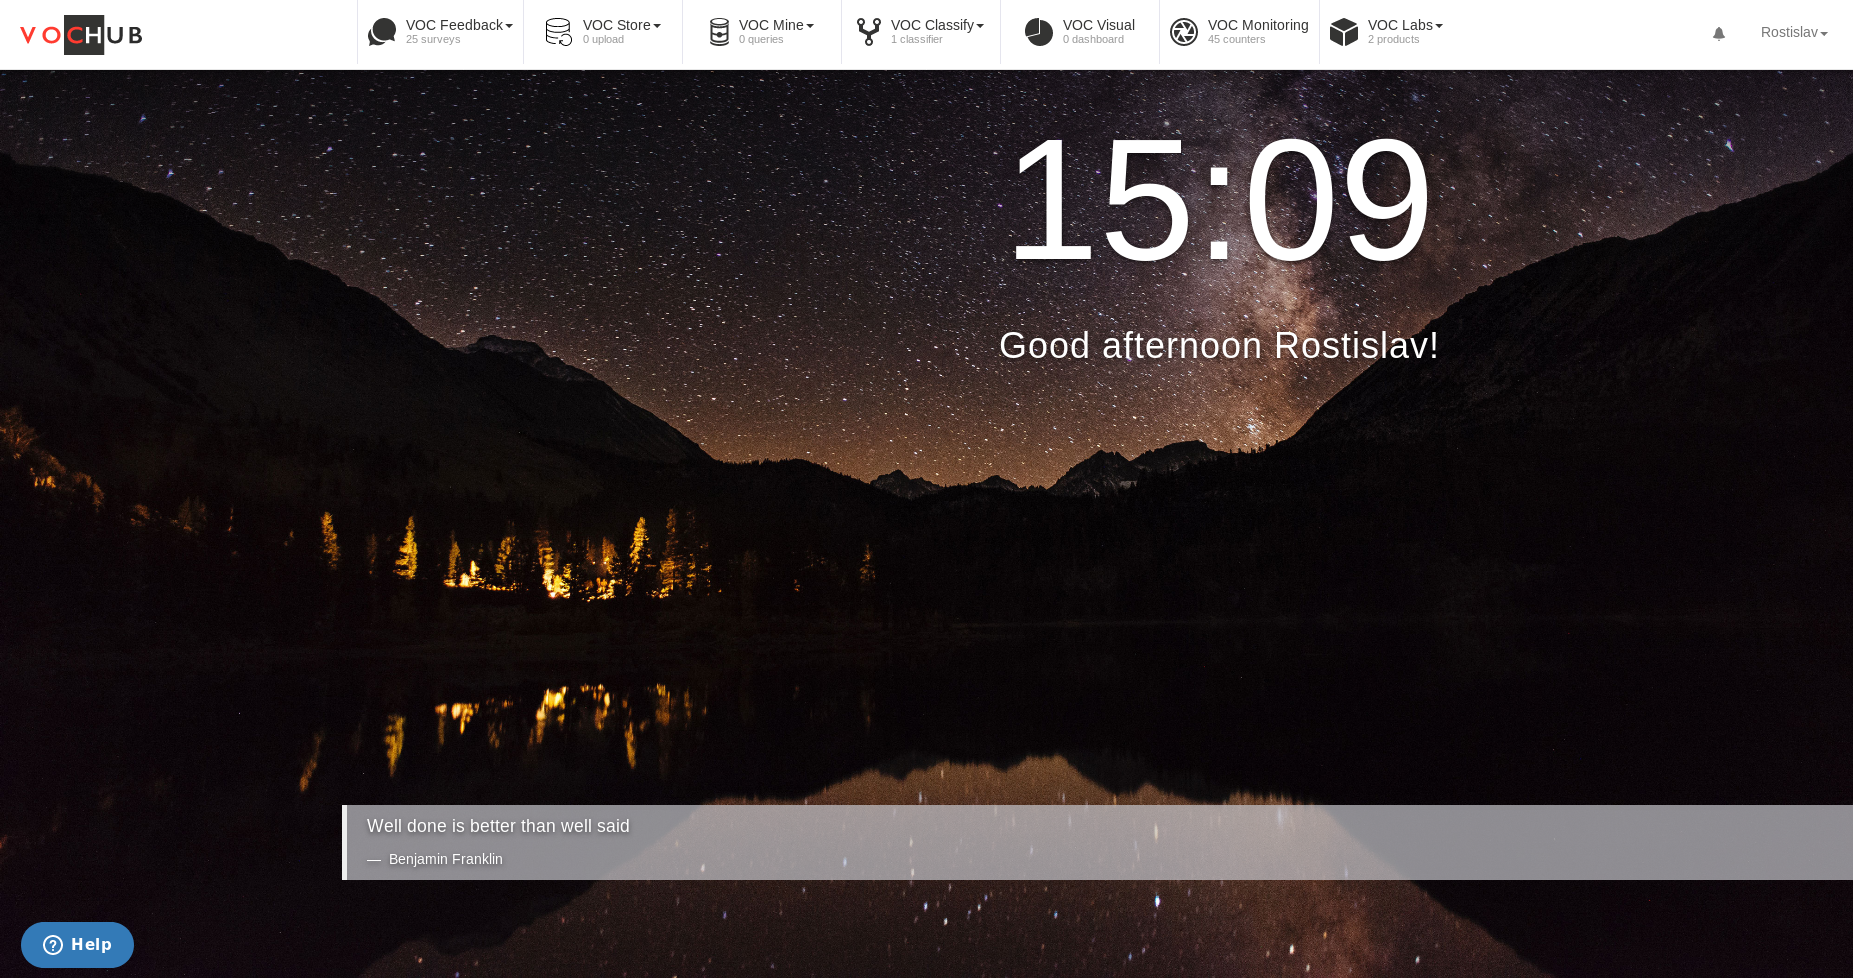 VOCHUB
VOC Feedback
25 surveys
VOC Store
0 upload
VOC Mine
0 queries
VOC Classify
1 classifier
VOC Visual
0 dashboard
VOC Monitoring
45 counters
VOC Labs
2 products
Rostislav
15:09
Good afternoon Rostislav!
Well done is better than well said
— Benjamin Franklin
Help